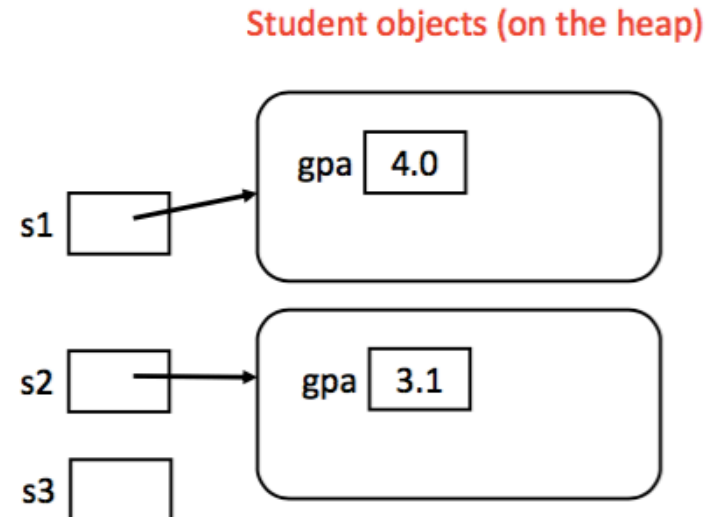 Student objects (on the heap)
gpa 4.0
s1
s2
gpa 3.1
s3